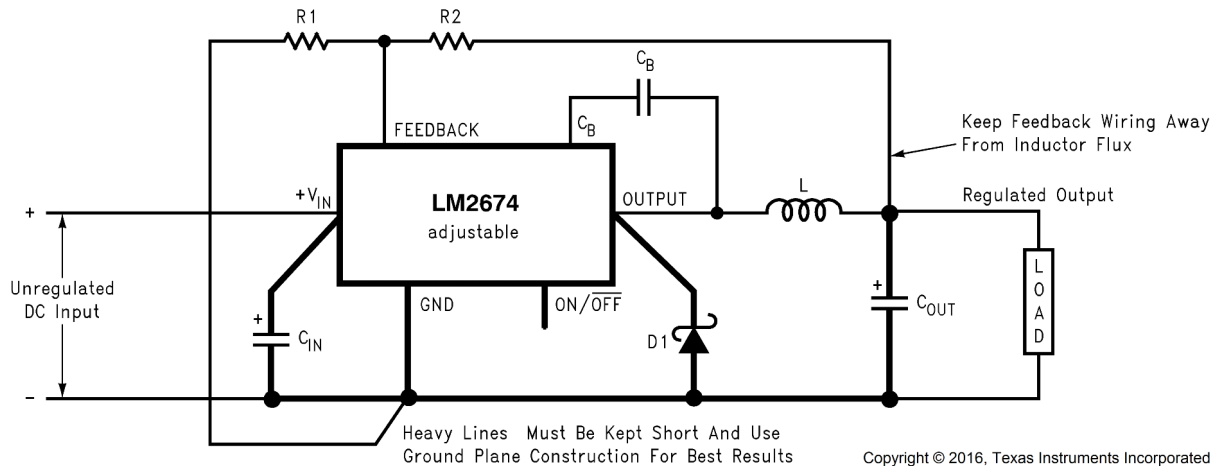 R1
R2
C_B
FEEDBACK
C_B
Keep Feedback Wiring Away
From Inductor Flux
+V_IN
LM2674
adjustable
OUTPUT
L
Regulated Output
+
Unregulated
DC Input
-
+
C_IN
GND
ON/O̅F̅F̅
D1
+
C_OUT
LOAD
Heavy Lines Must Be Kept Short And Use
Ground Plane Construction For Best Results
Copyright © 2016, Texas Instruments Incorporated